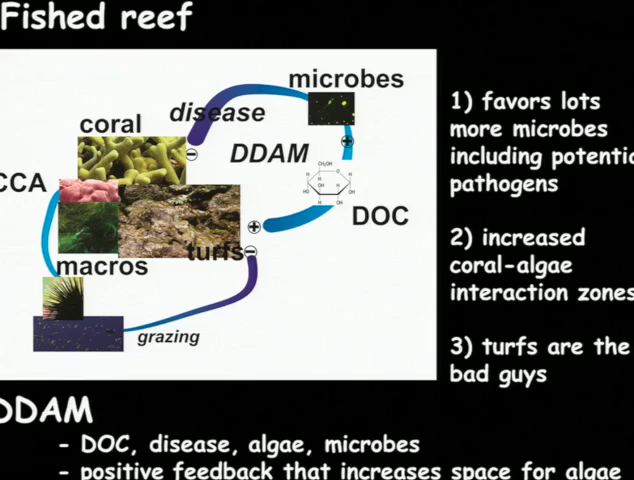 Fished reef
microbes
disease
coral
DDAM
CCA
DOC
turfs
macros
grazing
1) favors lots
more microbes
including
pathogens
2) increased
coral-algae
interaction zones
3) turfs are the
bad guys
DDAM
- DOC, disease, algae, microbes
- positive feedback that increases space for algae